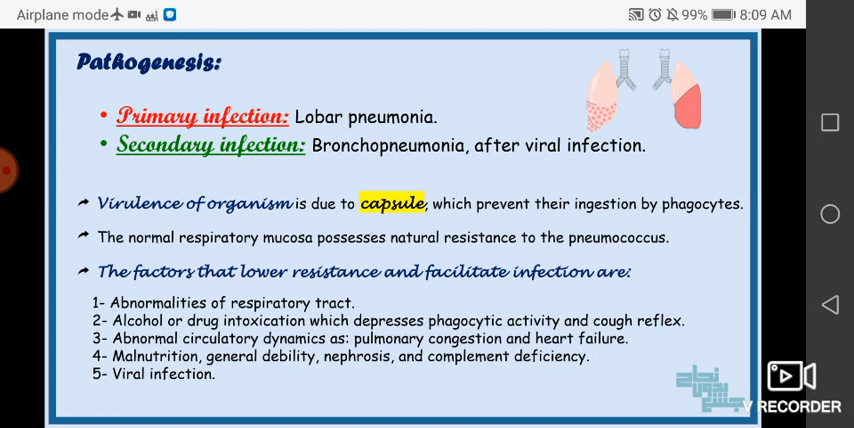 Airplane mode 99% 8:09 AM
Pathogenesis:
• Primary infection: Lobar pneumonia.
• Secondary infection: Bronchopneumonia, after viral infection.
Virulence of organism is due to capsule, which prevent their ingestion by phagocytes.
The normal respiratory mucosa possesses natural resistance to the pneumococcus.
The factors that lower resistance and facilitate infection are:
1- Abnormalities of respiratory tract.
2- Alcohol or drug intoxication which depresses phagocytic activity and cough reflex.
3- Abnormal circulatory dynamics as: pulmonary congestion and heart failure.
4- Malnutrition, general debility, nephrosis, and complement deficiency.
5- Viral infection.
نجاح
بدون
V RECORDER